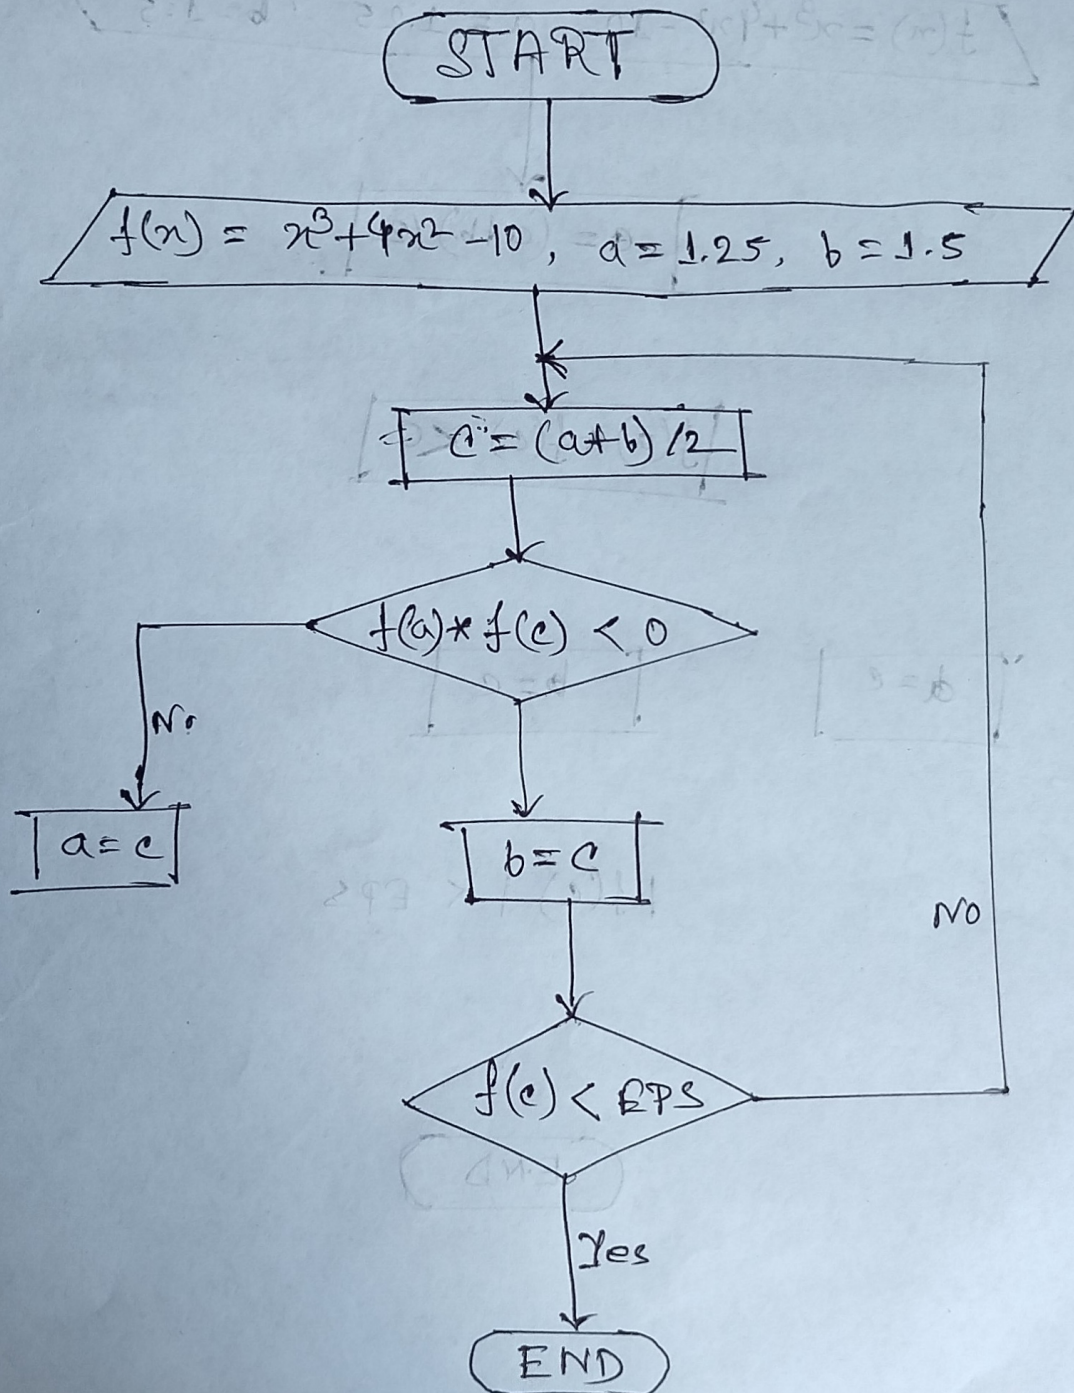 START
f(x) = x³+4x² -10, a = 1.25, b = 1.5
c = (a+b)/2
f(a)* f(c) < 0
No
a = c
b = c
NO
f(c) < EPS
Yes
END